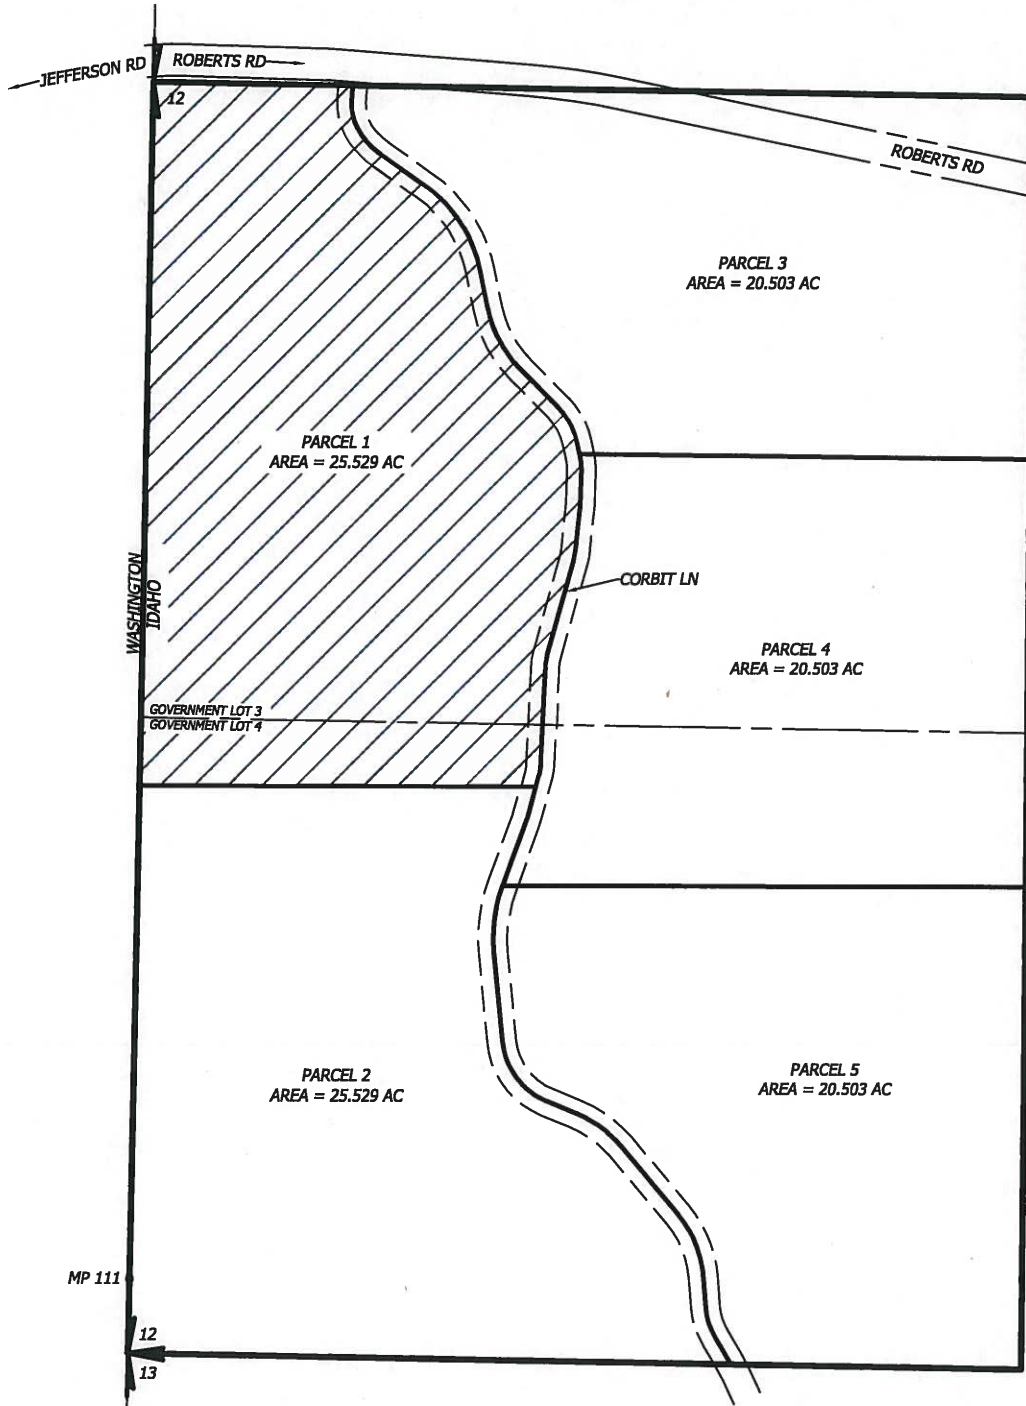 JEFFERSON RD
ROBERTS RD
12
ROBERTS RD
PARCEL 3
AREA = 20.503 AC
PARCEL 1
AREA = 25.529 AC
WASHINGTON
IDAHO
CORBIT LN
PARCEL 4
AREA = 20.503 AC
GOVERNMENT LOT 3
GOVERNMENT LOT 4
PARCEL 2
AREA = 25.529 AC
PARCEL 5
AREA = 20.503 AC
MP 111
12
13